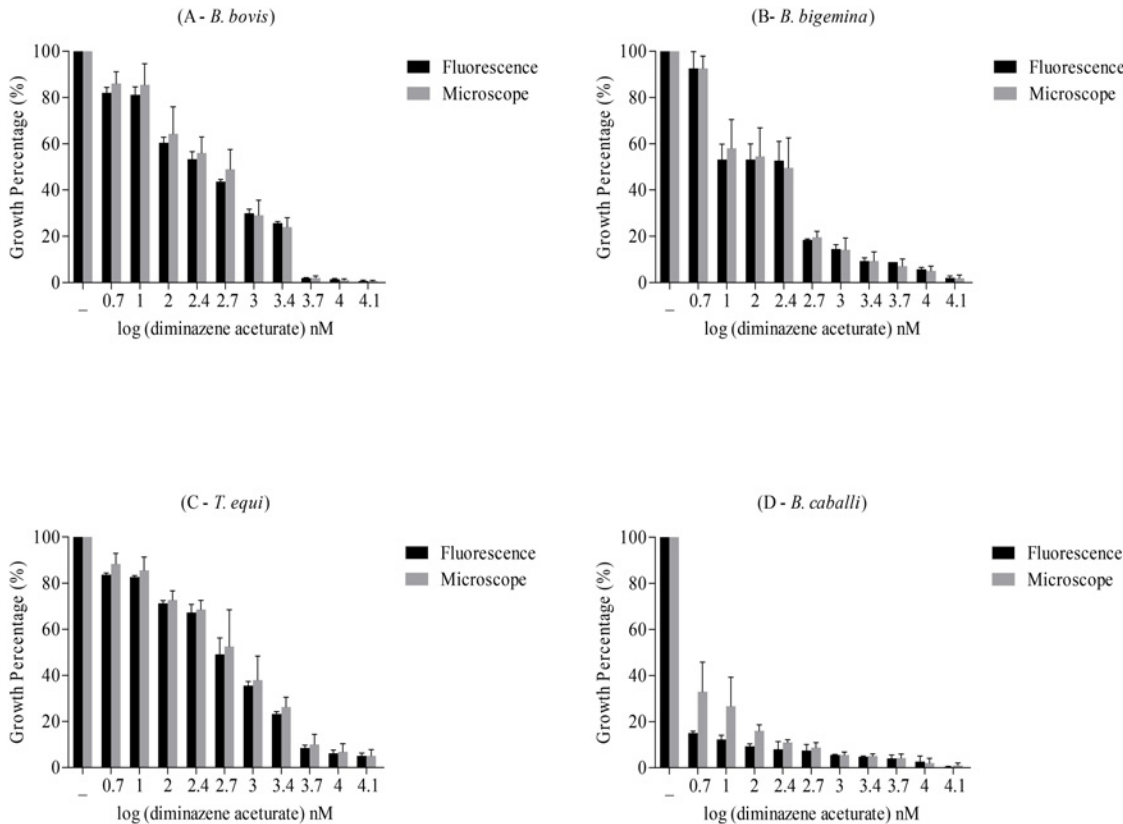 (A - B. bovis)
Growth Percentage (%)
100
80
60
40
20
0
_ 0.7 1 2 2.4 2.7 3 3.4 3.7 4 4.1
log (diminazene aceturate) nM
Fluorescence
Microscope
(B- B. bigemina)
Growth Percentage (%)
100
80
60
40
20
0
_ 0.7 1 2 2.4 2.7 3 3.4 3.7 4 4.1
log (diminazene aceturate) nM
Fluorescence
Microscope
(C - T. equi)
Growth Percentage (%)
100
80
60
40
20
0
_ 0.7 1 2 2.4 2.7 3 3.4 3.7 4 4.1
log (diminazene aceturate) nM
Fluorescence
Microscope
(D - B. caballi)
Growth Percentage (%)
100
80
60
40
20
0
_ 0.7 1 2 2.4 2.7 3 3.4 3.7 4 4.1
log (diminazene aceturate) nM
Fluorescence
Microscope